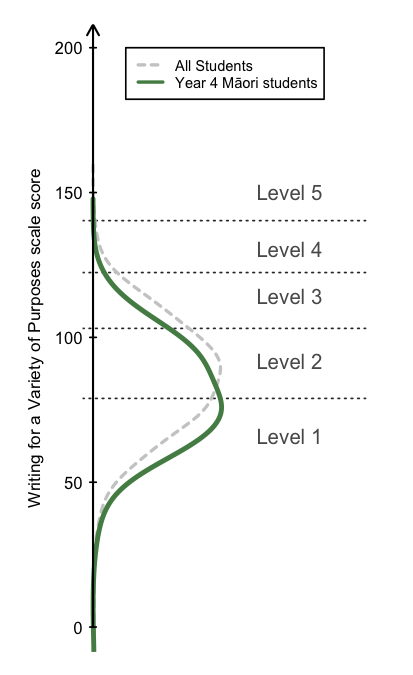 200
All Students
Year 4 Māori students
150
Level 5
Level 4
Level 3
100
Level 2
Level 1
50
0
Writing for a Variety of Purposes scale score